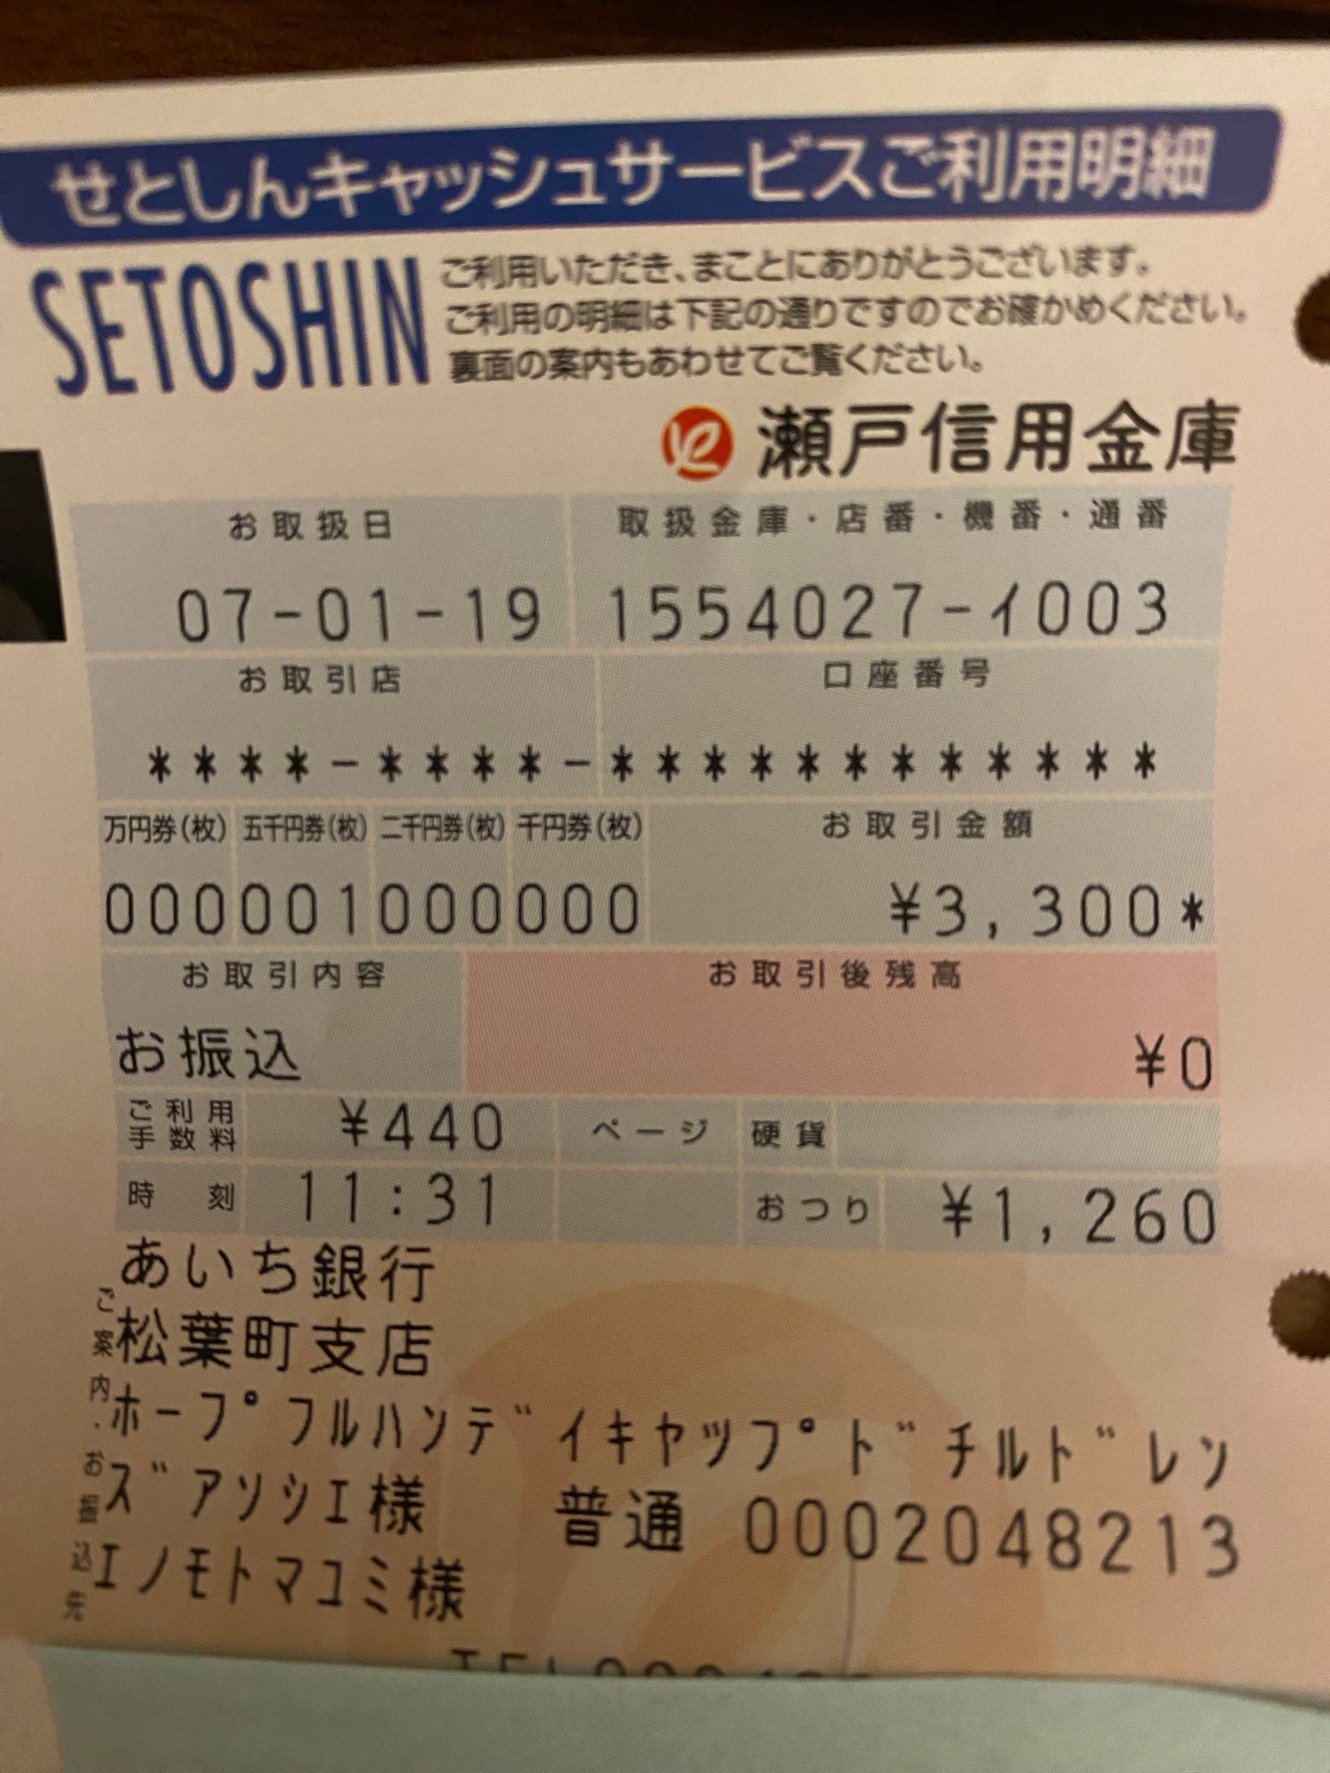 せとしんキャッシュサービスご利用明細
SETOSHIN
ご利用いただき、まことにありがとうございます。
ご利用の明細は下記の通りですのでお確かめください。
裏面の案内もあわせてご覧ください。
瀬戸信用金庫
お取扱日 取扱金庫・店番・機番・通番
07-01-19 1554027-イ003
お取引店 口座番号
****-****-************
万円券(枚) 五千円券(枚) 二千円券(枚) 千円券(枚) お取引金額
000 001 000 000 ¥3,300*
お取引内容 お取引後残高
お振込 ¥0
ご利用手数料 ¥440 ページ 硬貨
時刻 11:31 おつり ¥1,260
ご案内・お振込先
あいち銀行
松葉町支店
ホープフルハンデイキヤツプドチルドレン
ズアソシエ様 普通 0002048213
エノモトマユミ様